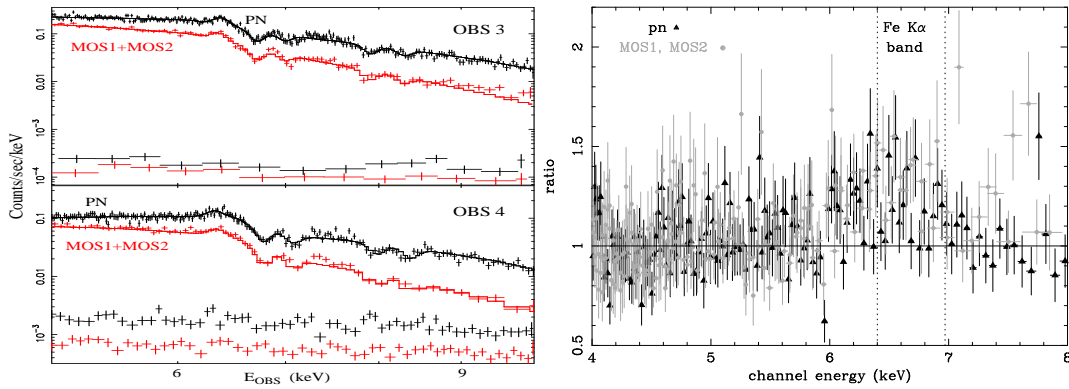 PN
OBS 3
MOS1+MOS2
0.1
0.01
10⁻³
10⁻⁴
Counts/sec/keV
PN
OBS 4
MOS1+MOS2
0.1
0.01
10⁻³
6
9
E_OBS (keV)
pn
MOS1, MOS2
Fe Kα
band
2
1.5
1
0.5
ratio
4
5
6
7
8
channel energy (keV)